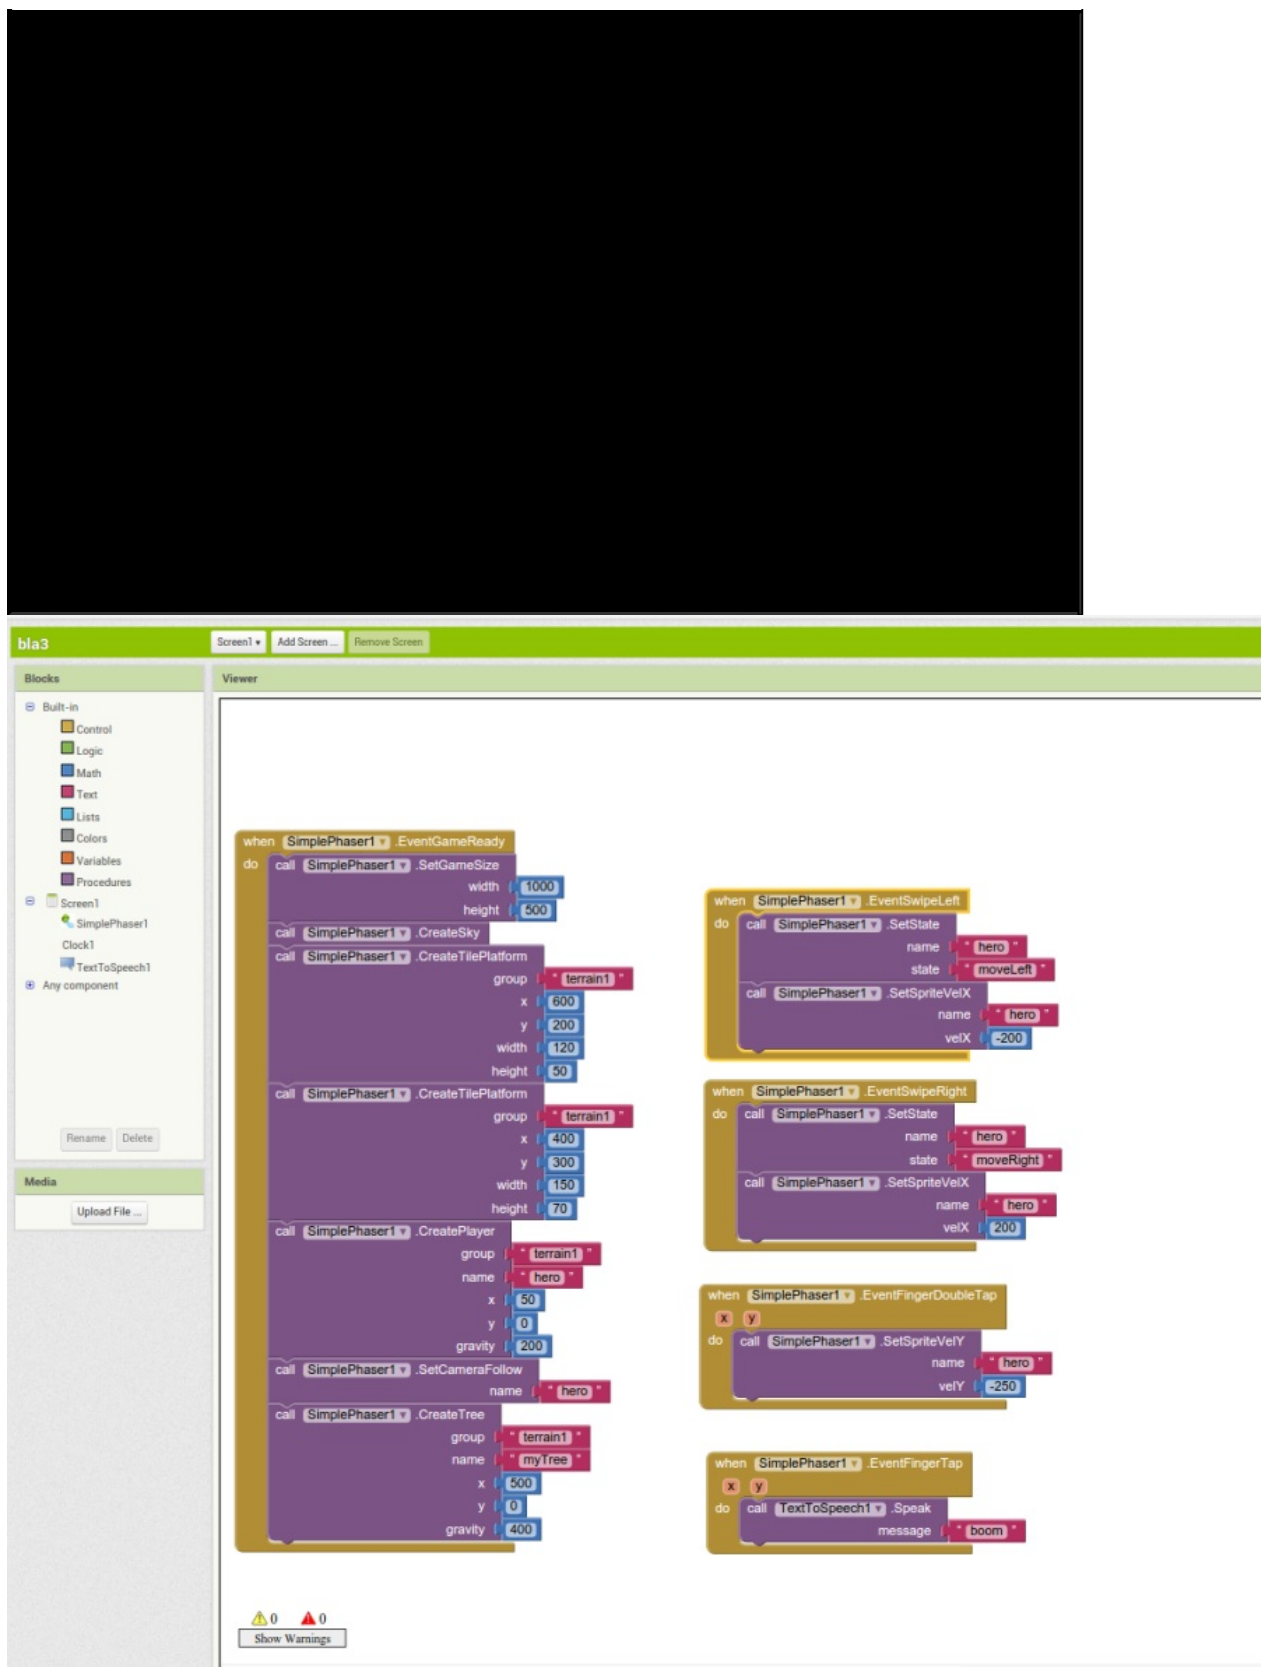 bla3
Screen1 ▾ Add Screen ... Remove Screen
Blocks
Viewer
Built-in
Control
Logic
Math
Text
Lists
Colors
Variables
Procedures
Screen1
SimplePhaser1
Clock1
TextToSpeech1
Any component
Rename Delete
Media
Upload File ...
when SimplePhaser1 .EventGameReady
do call SimplePhaser1 .SetGameSize
width 1000
height 500
call SimplePhaser1 .CreateSky
call SimplePhaser1 .CreateTilePlatform
group " terrain1 "
x 600
y 200
width 120
height 50
call SimplePhaser1 .CreateTilePlatform
group " terrain1 "
x 400
y 300
width 150
height 70
call SimplePhaser1 .CreatePlayer
group " terrain1 "
name " hero "
x 50
y 0
gravity 200
call SimplePhaser1 .SetCameraFollow
name " hero "
call SimplePhaser1 .CreateTree
group " terrain1 "
name " myTree "
x 500
y 0
gravity 400
when SimplePhaser1 .EventSwipeLeft
do call SimplePhaser1 .SetState
name " hero "
state " moveLeft "
call SimplePhaser1 .SetSpriteVelX
name " hero "
velX -200
when SimplePhaser1 .EventSwipeRight
do call SimplePhaser1 .SetState
name " hero "
state " moveRight "
call SimplePhaser1 .SetSpriteVelX
name " hero "
velX 200
when SimplePhaser1 .EventFingerDoubleTap
x y
do call SimplePhaser1 .SetSpriteVelY
name " hero "
velY -250
when SimplePhaser1 .EventFingerTap
x y
do call TextToSpeech1 .Speak
message " boom "
0 0
Show Warnings